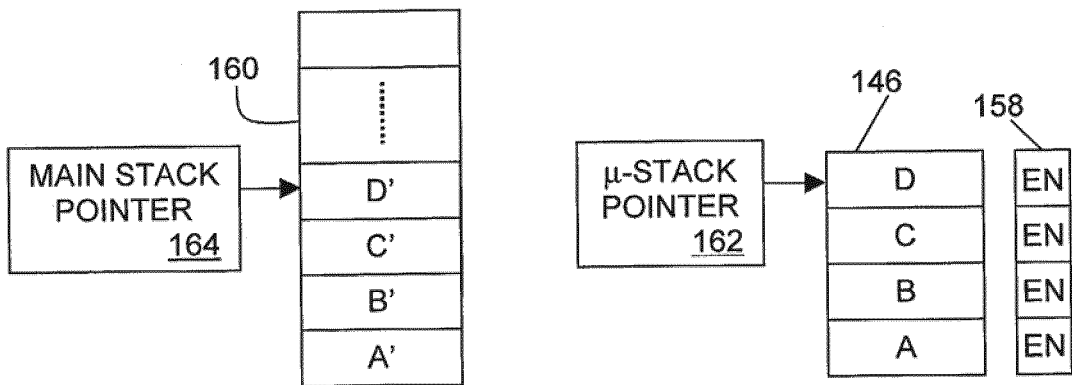 160
MAIN STACK
POINTER
164
D'
C'
B'
A'
146
158
μ-STACK
POINTER
162
D
EN
C
EN
B
EN
A
EN